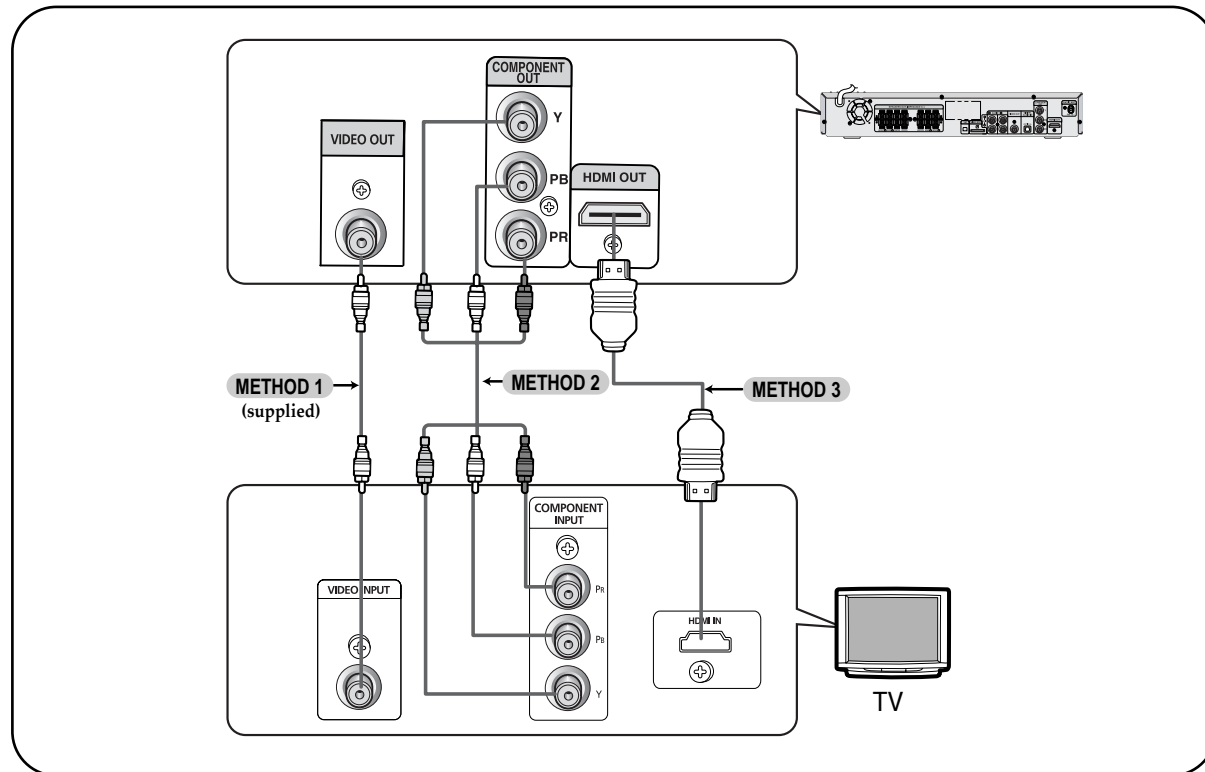 COMPONENT
OUT
Y
VIDEO OUT
PB
HDMI OUT
PR
METHOD 1
(supplied)
METHOD 2
METHOD 3
COMPONENT
INPUT
VIDEO INPUT
PR
HDMI IN
PB
Y
TV